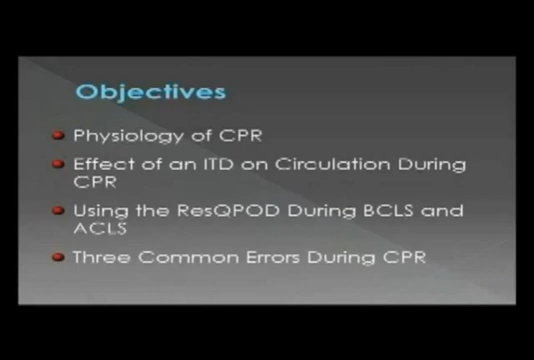 Objectives
Physiology of CPR
Effect of an ITD on Circulation During
CPR
Using the ResQPOD During BCLS and
ACLS
Three Common Errors During CPR